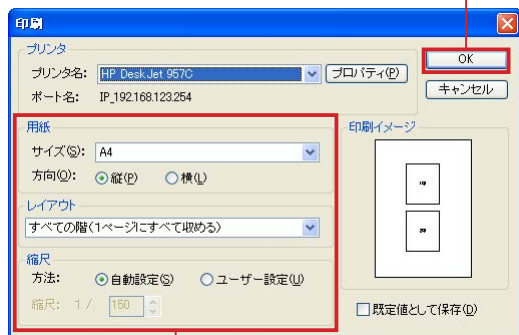 印刷
プリンタ
プリンタ名: HP DeskJet 957C プロパティ(P)
ポート名: IP_192.168.123.254
OK
キャンセル
用紙
サイズ(S): A4
方向(O): 縦(P) 横(L)
レイアウト
すべての階(1ページにすべて収める)
縮尺
方法: 自動設定(S) ユーザー設定(U)
縮尺: 1 / 150
印刷イメージ
既定値として保存(D)